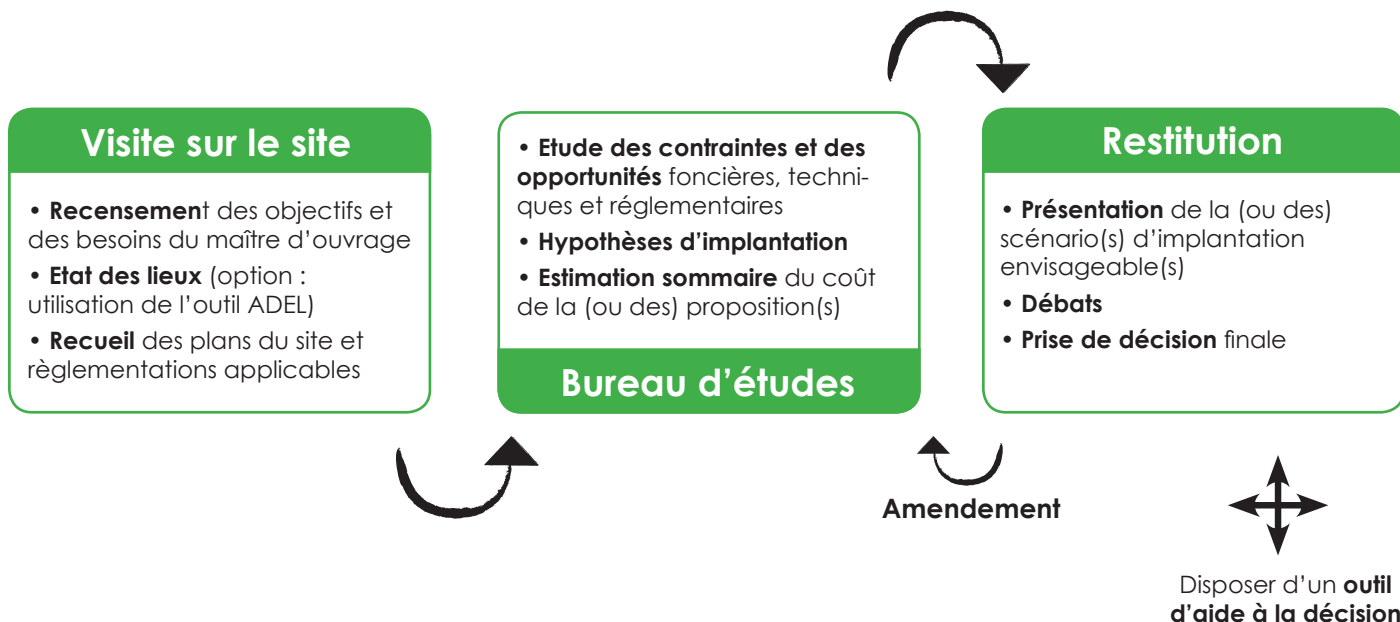 Visite sur le site
• Recensement des objectifs et
des besoins du maître d'ouvrage
• Etat des lieux (option :
utilisation de l'outil ADEL)
• Recueil des plans du site et
règlementations applicables
• Etude des contraintes et des
opportunités foncières, techni-
ques et réglementaires
• Hypothèses d'implantation
• Estimation sommaire du coût
de la (ou des) proposition(s)
Bureau d'études
Restitution
• Présentation de la (ou des)
scénario(s) d'implantation
envisageable(s)
• Débats
• Prise de décision finale
Amendement
Disposer d'un outil
d'aide à la décision